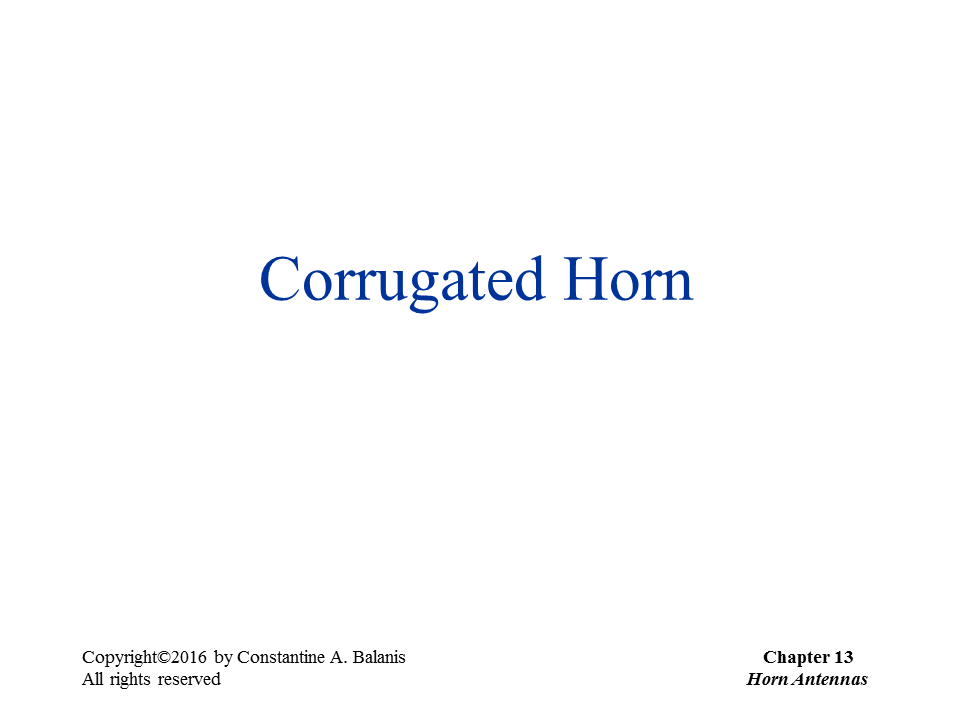 Corrugated Horn
Copyright©2016 by Constantine A. Balanis
All rights reserved
Chapter 13
Horn Antennas